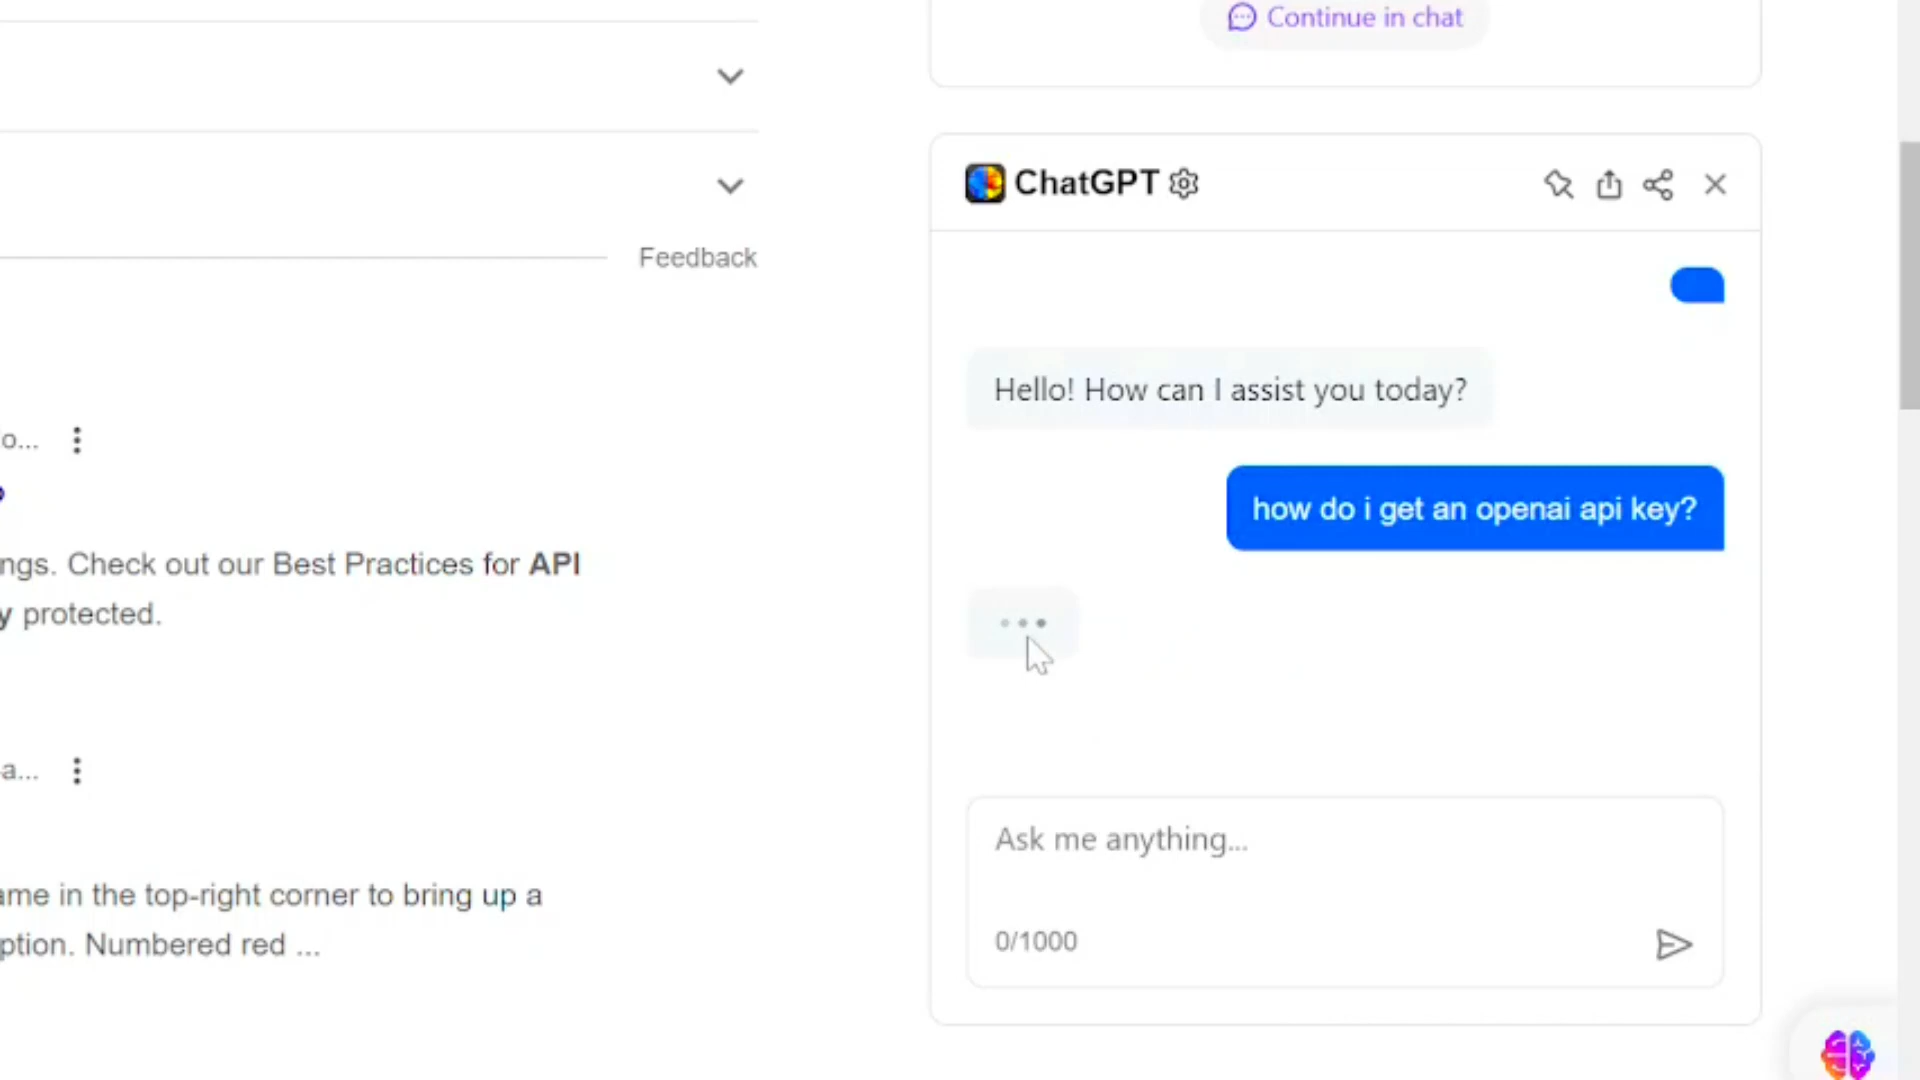 Continue in chat
ChatGPT
Feedback
Hello! How can I assist you today?
o...
how do i get an openai api key?
ngs. Check out our Best Practices for API
y protected.
a...
Ask me anything...
ame in the top-right corner to bring up a
ption. Numbered red ...
0/1000